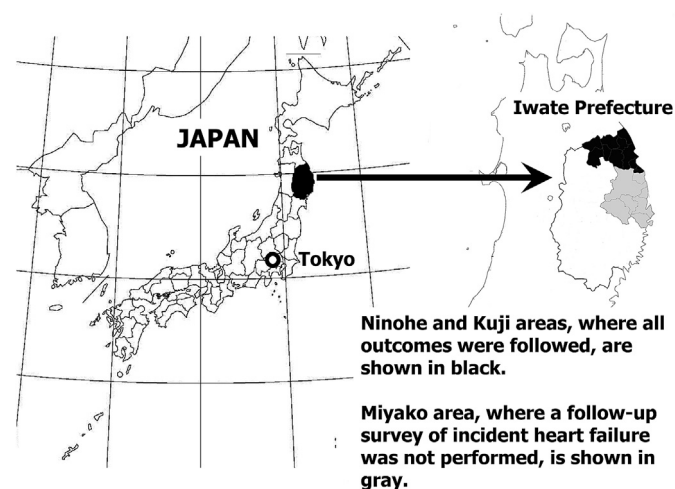 Iwate Prefecture
JAPAN
Tokyo
Ninohe and Kuji areas, where all
outcomes were followed, are
shown in black.
Miyako area, where a follow-up
survey of incident heart failure
was not performed, is shown in
gray.